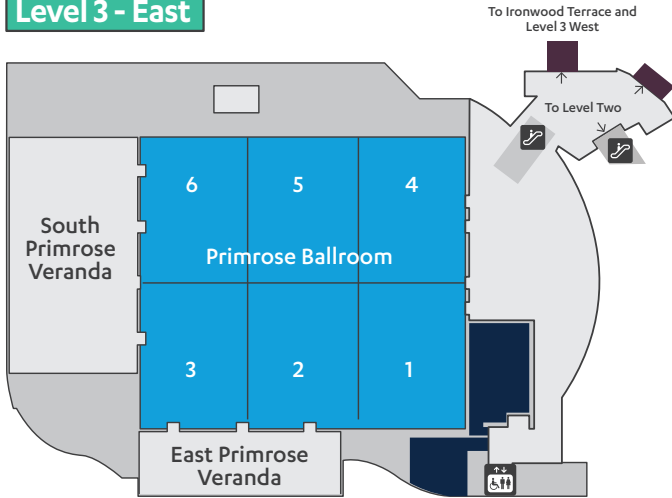 Level 3 - East
To Ironwood Terrace and
Level 3 West
To Level Two
6
5
4
South
Primrose
Veranda
Primrose Ballroom
3
2
1
East Primrose
Veranda